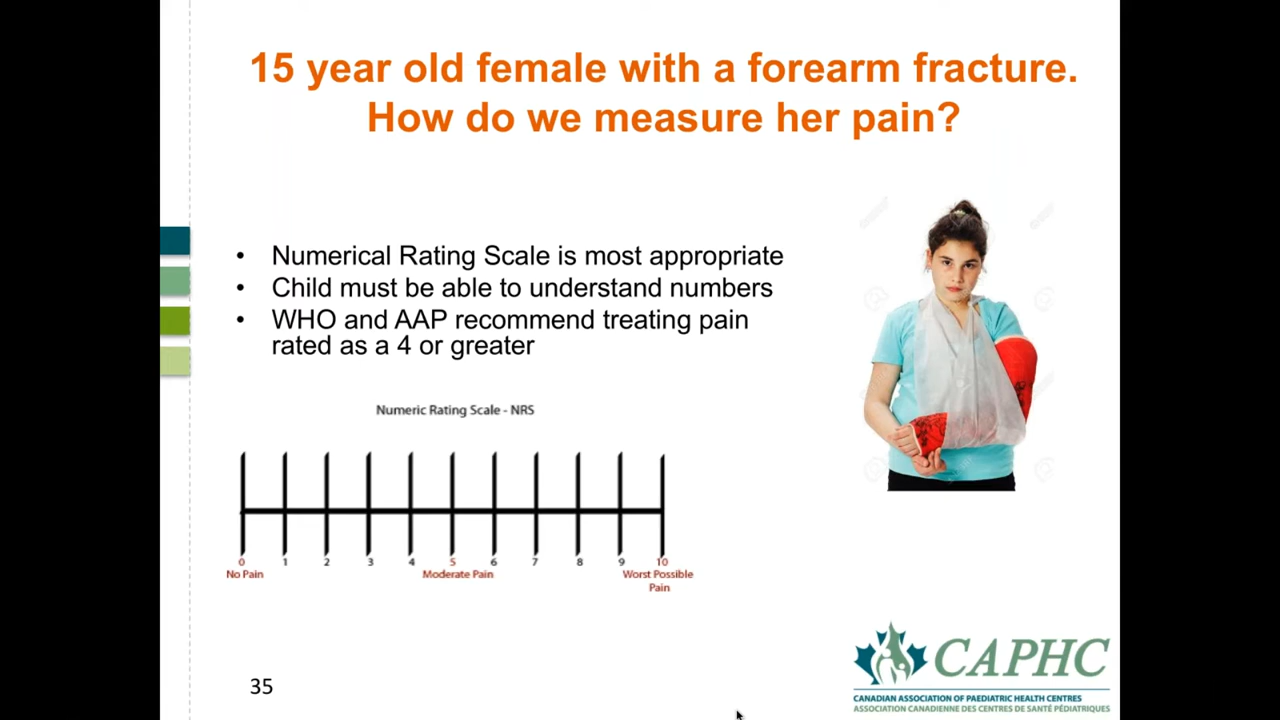 15 year old female with a forearm fracture.
How do we measure her pain?
• Numerical Rating Scale is most appropriate
• Child must be able to understand numbers
• WHO and AAP recommend treating pain
rated as a 4 or greater
Numeric Rating Scale - NRS
0 1 2 3 4 5 6 7 8 9 10
No Pain Moderate Pain Worst Possible
Pain
CAPHC
CANADIAN ASSOCIATION OF PAEDIATRIC HEALTH CENTRES
ASSOCIATION CANADIENNE DES CENTRES DE SANTÉ PÉDIATRIQUES
35